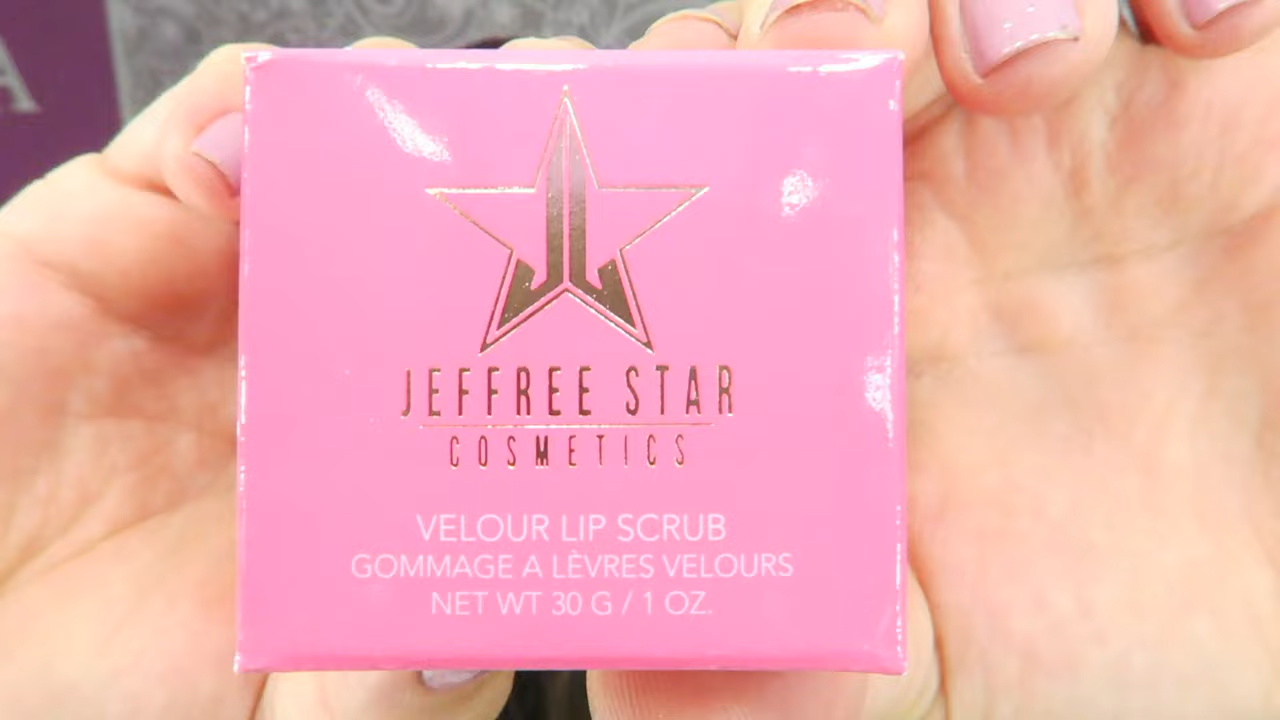 A
JEFFREE STAR
COSMETICS
VELOUR LIP SCRUB
GOMMAGE A LÈVRES VELOURS
NET WT 30 G / 1 OZ.